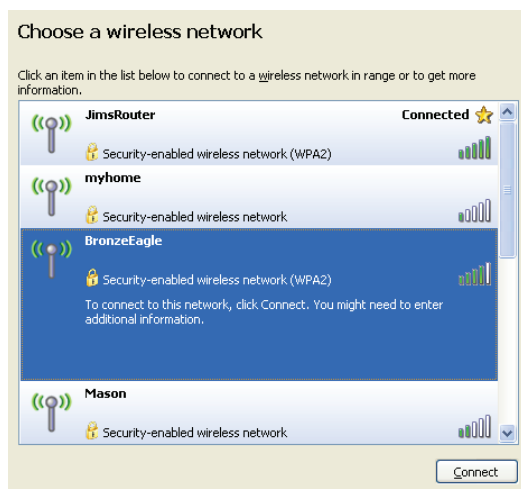 Choose a wireless network
Click an item in the list below to connect to a wireless network in range or to get more
information.
JimsRouter Connected
Security-enabled wireless network (WPA2)
myhome
Security-enabled wireless network
BronzeEagle
Security-enabled wireless network (WPA2)
To connect to this network, click Connect. You might need to enter
additional information.
Mason
Security-enabled wireless network
Connect